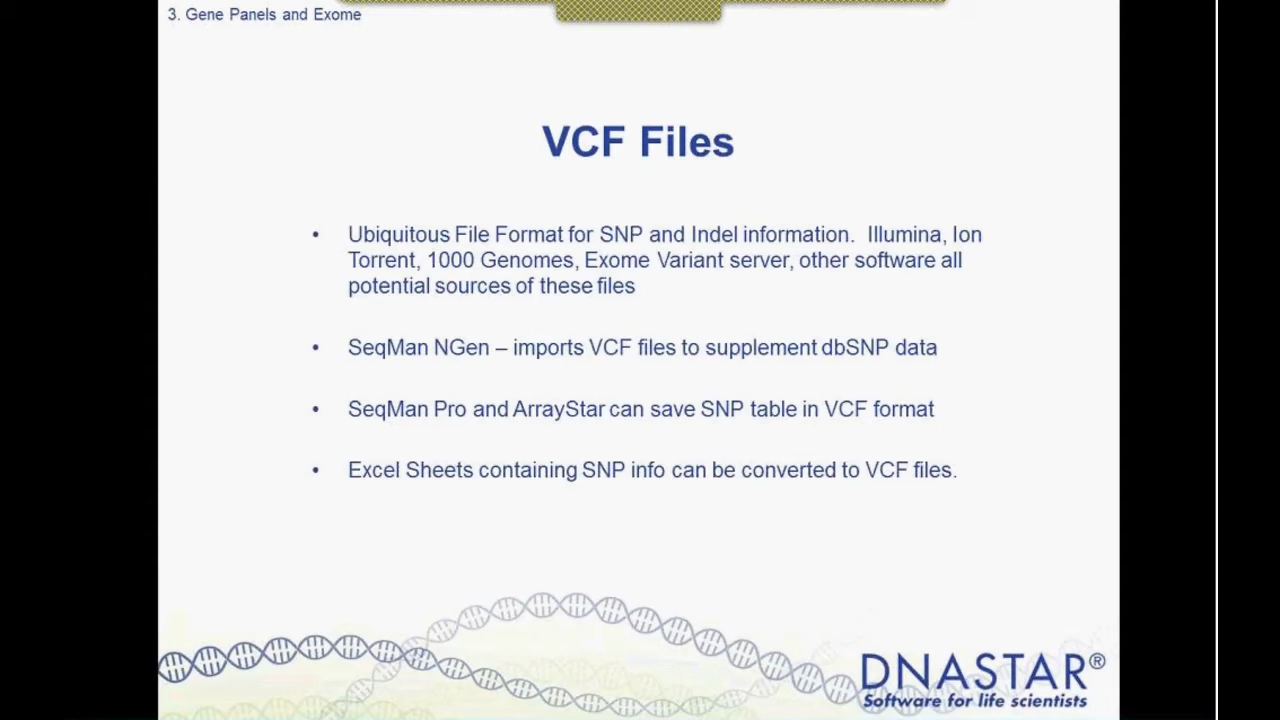 3. Gene Panels and Exome
VCF Files
• Ubiquitous File Format for SNP and Indel information. Illumina, Ion
Torrent, 1000 Genomes, Exome Variant server, other software all
potential sources of these files
• SeqMan NGen – imports VCF files to supplement dbSNP data
• SeqMan Pro and ArrayStar can save SNP table in VCF format
• Excel Sheets containing SNP info can be converted to VCF files.
DNASTAR®
Software for life scientists